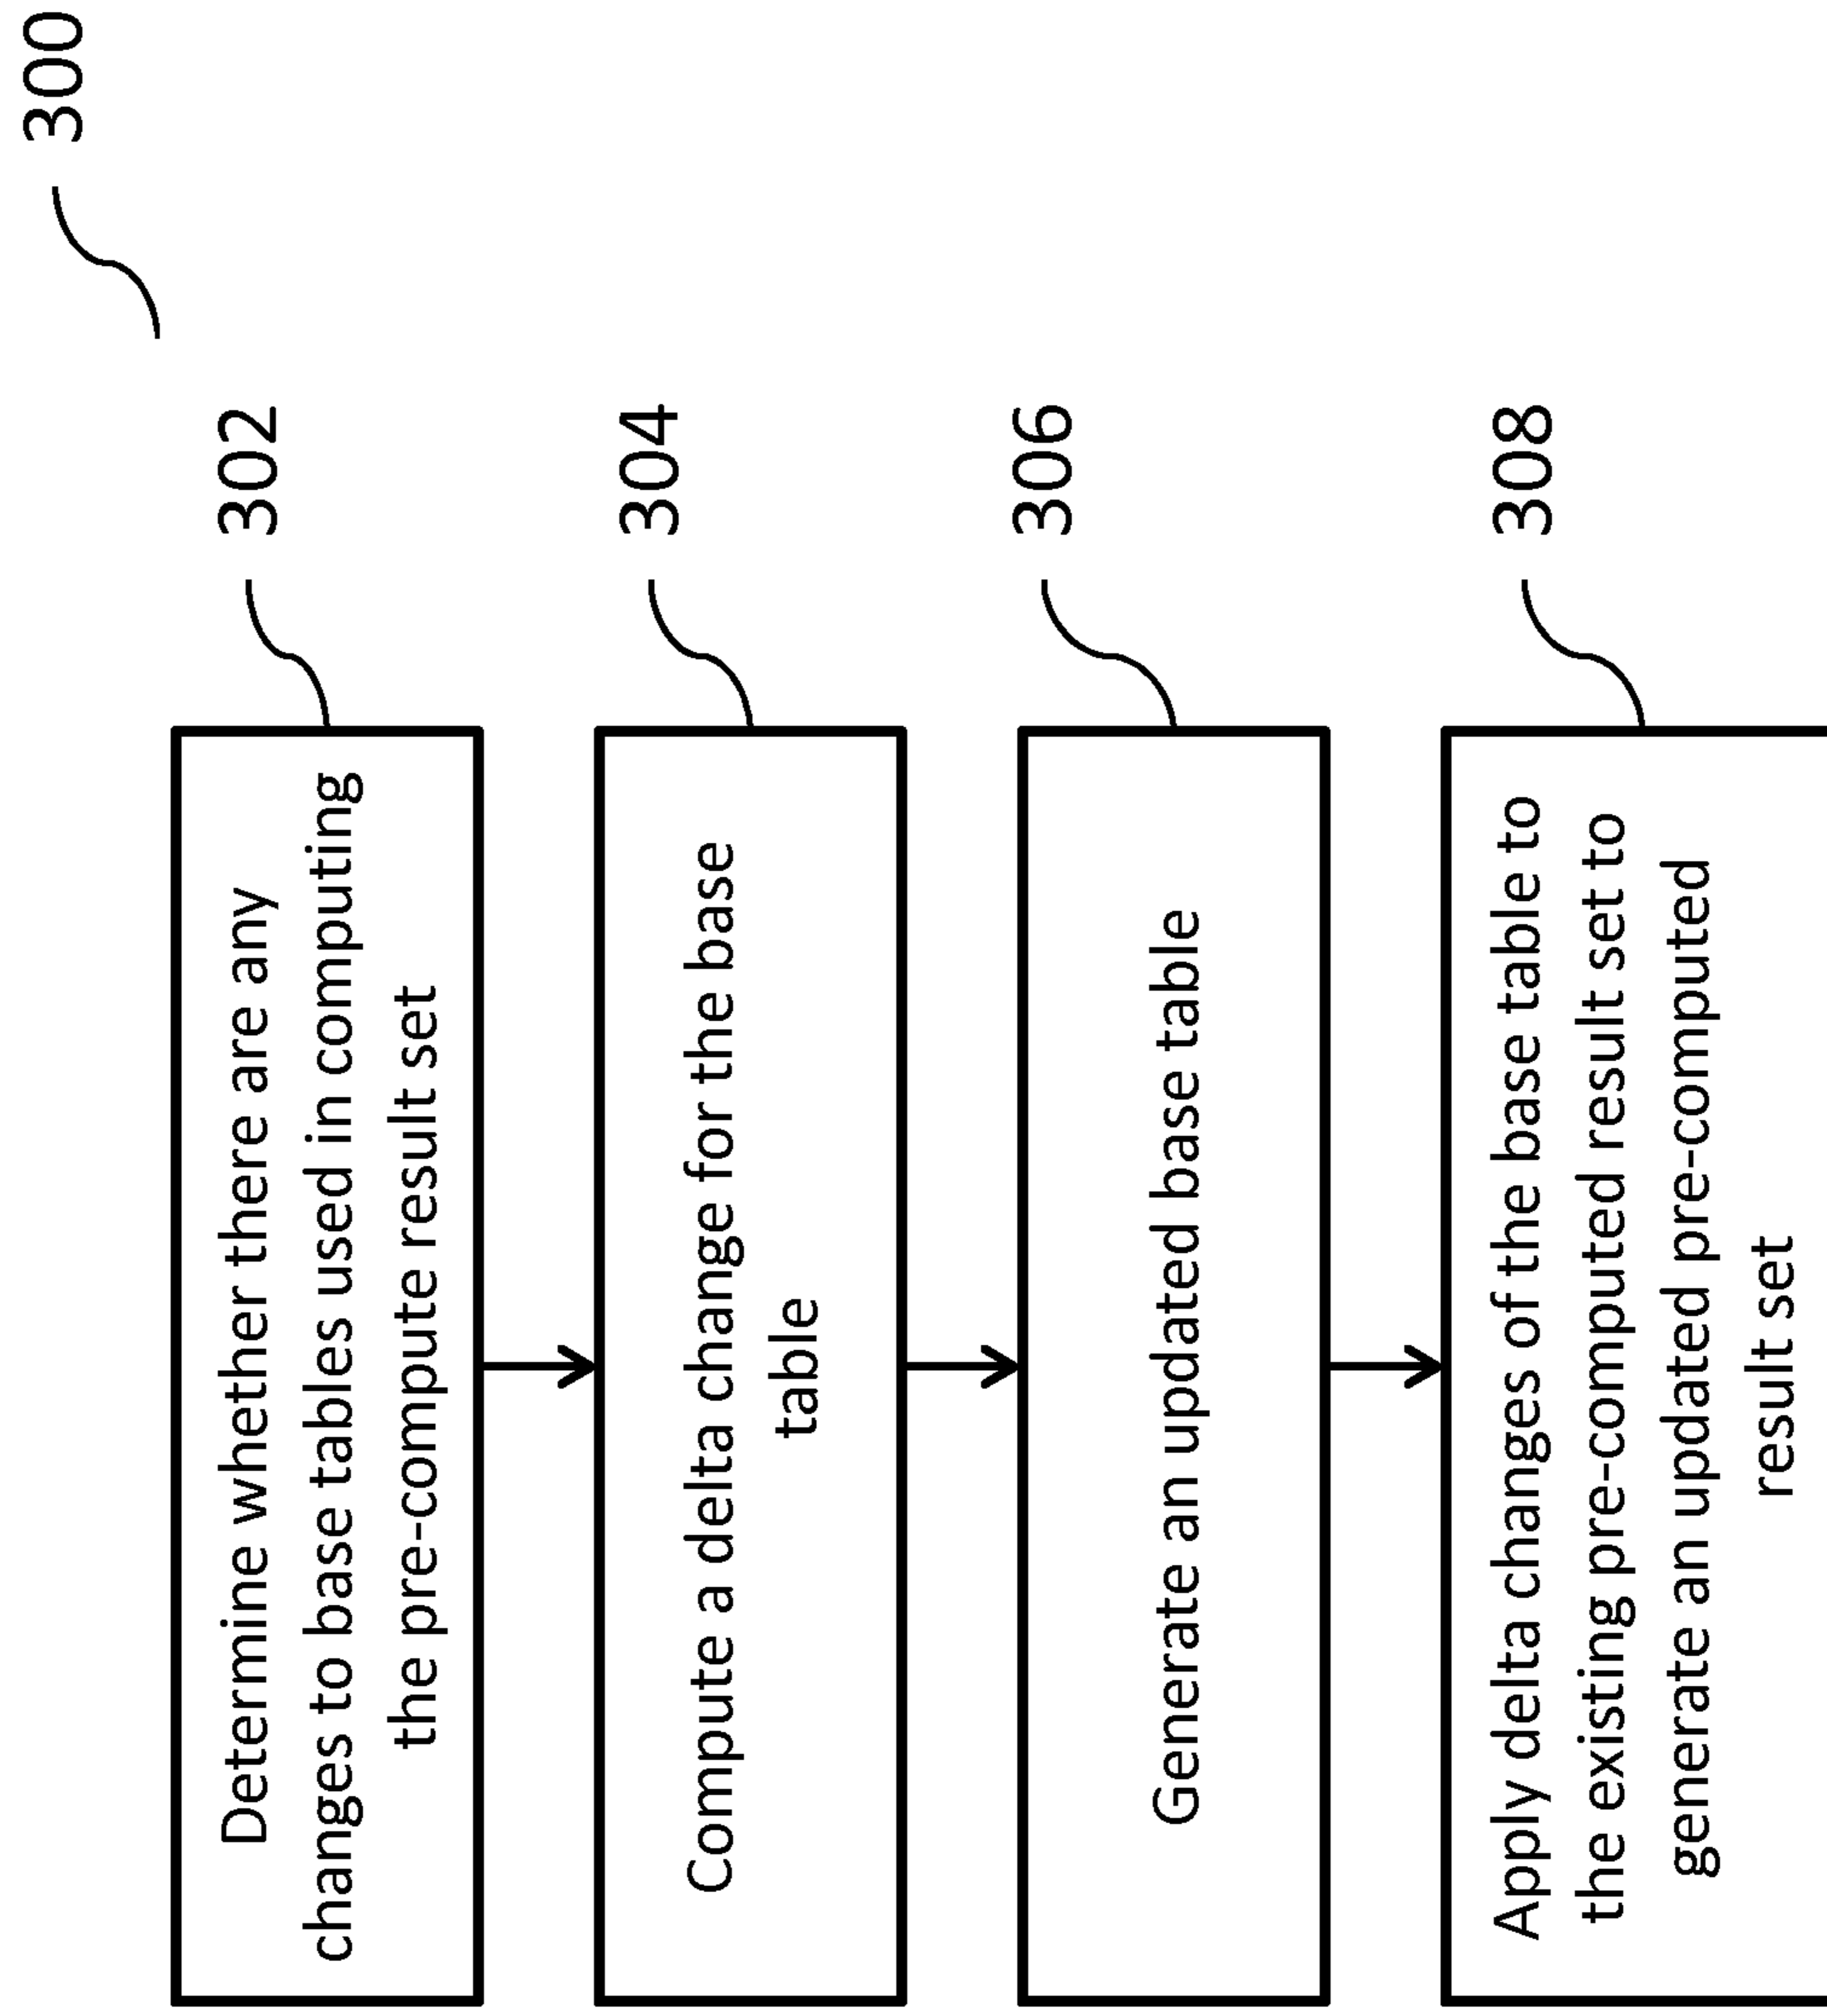 300
302
Determine whether there are any
changes to base tables used in computing
the pre-compute result set
304
Compute a delta change for the base
table
306
Generate an updated base table
308
Apply delta changes of the base table to
the existing pre-computed result set to
generate an updated pre-computed
result set